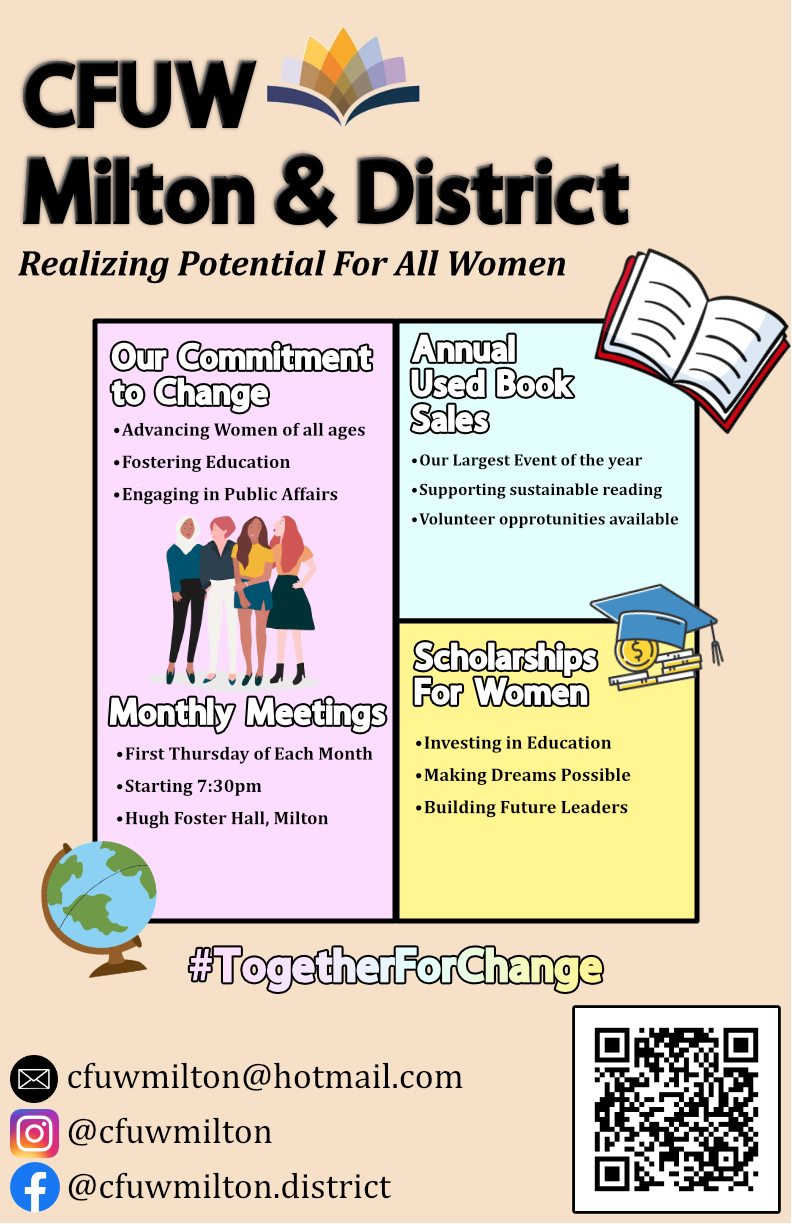 CFUW
Milton & District
Realizing Potential For All Women
Our Commitment
to Change
•Advancing Women of all ages
•Fostering Education
•Engaging in Public Affairs
Monthly Meetings
•First Thursday of Each Month
•Starting 7:30pm
•Hugh Foster Hall, Milton
Annual
Used Book
Sales
•Our Largest Event of the year
•Supporting sustainable reading
•Volunteer opprotunities available
Scholarships
For Women
•Investing in Education
•Making Dreams Possible
•Building Future Leaders
#TogetherForChange
cfuwmilton@hotmail.com
@cfuwmilton
@cfuwmilton.district